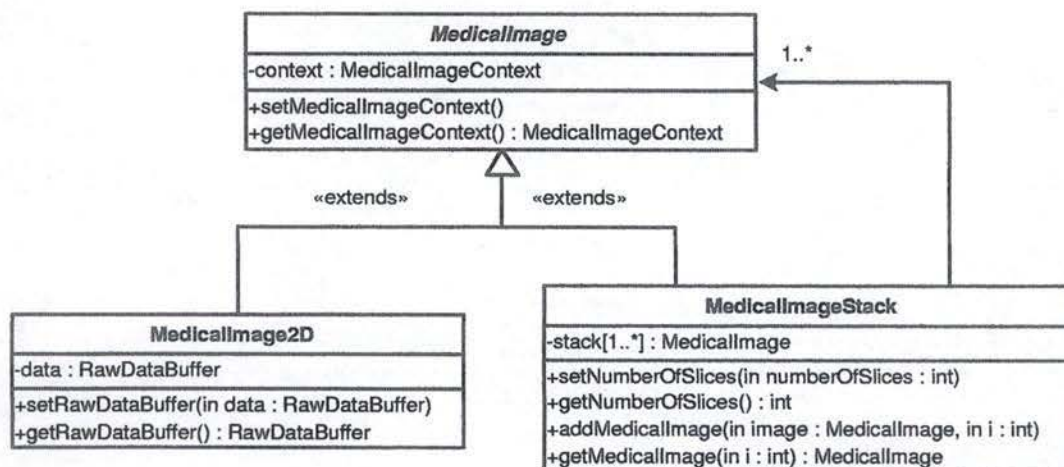 MedicalImage
-context : MedicalImageContext
+setMedicalImageContext()
+getMedicalImageContext() : MedicalImageContext
1..*
«extends»
«extends»
MedicalImage2D
-data : RawDataBuffer
+setRawDataBuffer(in data : RawDataBuffer)
+getRawDataBuffer() : RawDataBuffer
MedicalImageStack
-stack[1..*] : MedicalImage
+setNumberOfSlices(in numberOfSlices : int)
+getNumberOfSlices() : int
+addMedicalImage(in image : MedicalImage, in i : int)
+getMedicalImage(in i : int) : MedicalImage